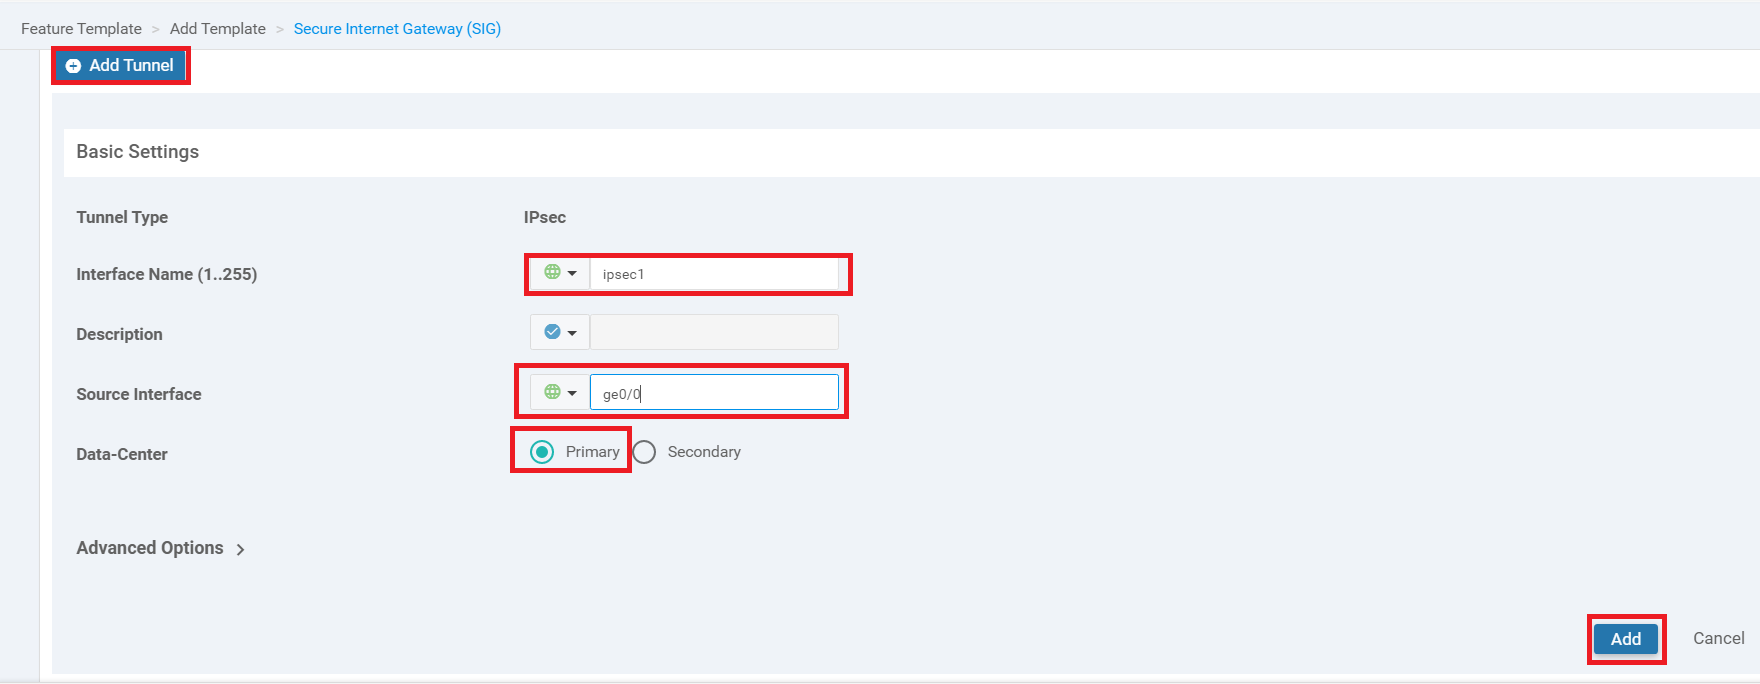 Feature Template > Add Template > Secure Internet Gateway (SIG)
Add Tunnel
Basic Settings
Tunnel Type IPsec
Interface Name (1..255) ipsec1
Description
Source Interface ge0/0
Data-Center Primary Secondary
Advanced Options >
Add Cancel